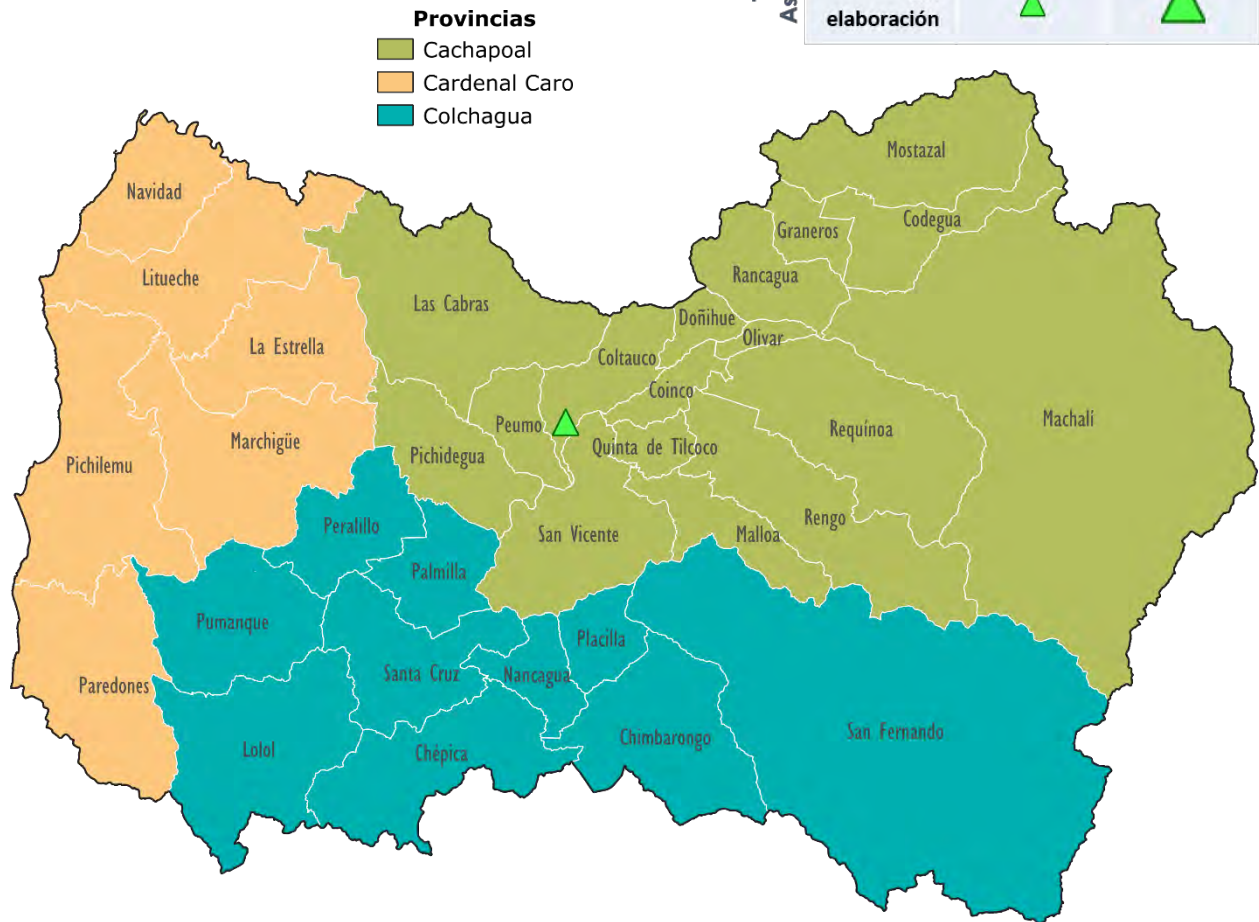 Provincias
Cachapoal
Cardenal Caro
Colchagua
As
elaboración
Mostazal
Navidad
Codegua
Graneros
Rancagua
Litueche
Las Cabras
Doñihue
Olivar
La Estrella
Coltauco
Coinco
Machalí
Peumo
Requínoa
Marchigüe
Quinta de Tilcoco
Pichidegua
Pichilemu
Rengo
Peralillo
San Vicente
Malloa
Palmilla
Pumanque
Placilla
Santa Cruz
Nancagua
Paredones
San Fernando
Chimbarongo
Lolol
Chépica